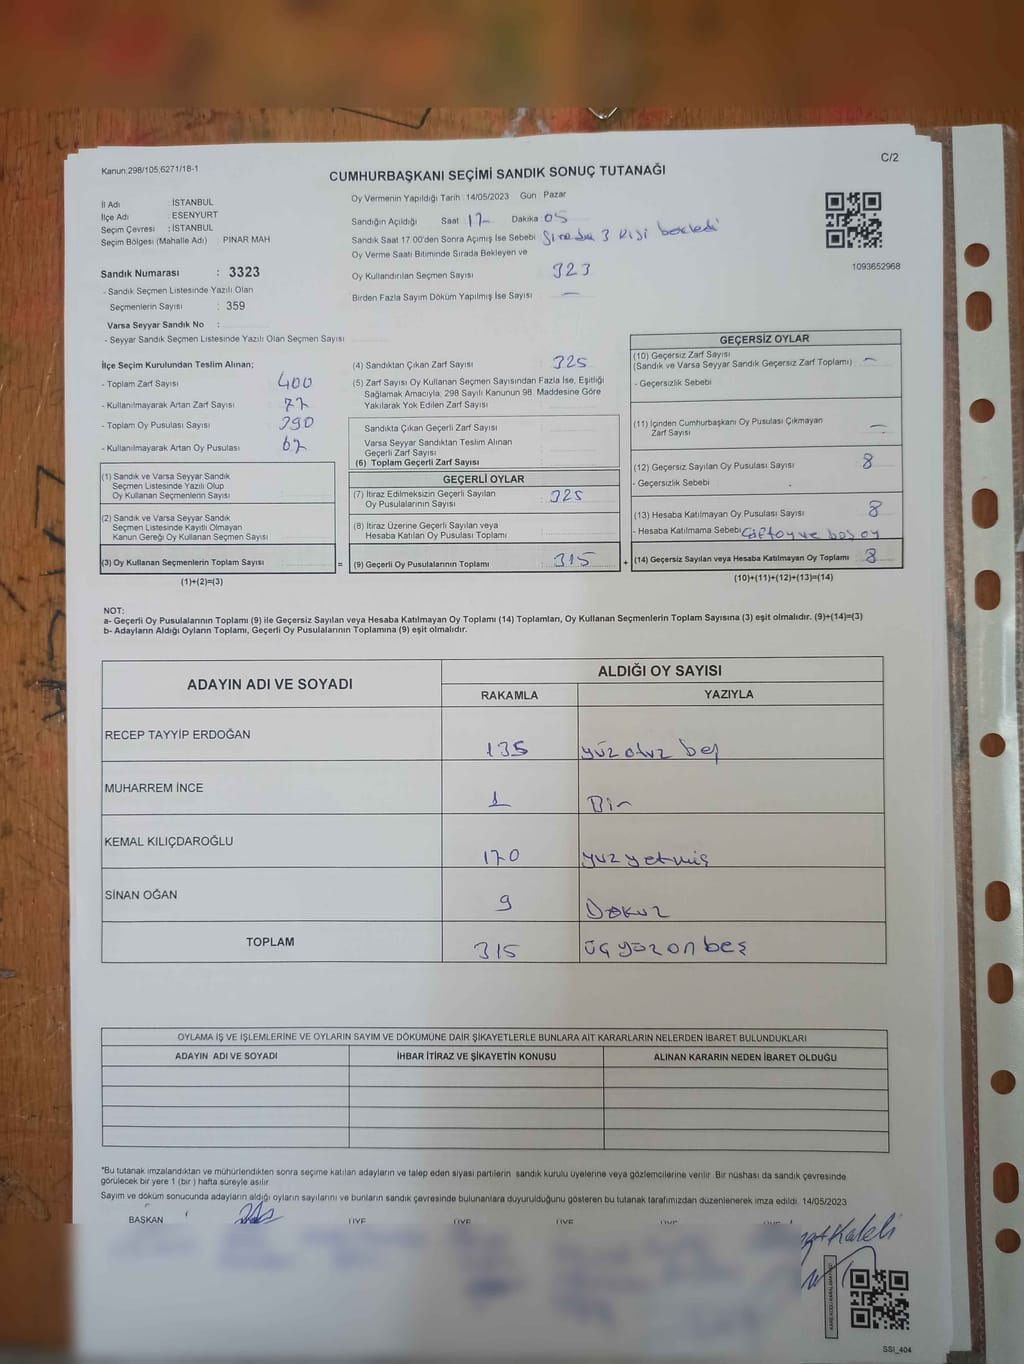 Kanun:298/105,6271/18-1
C/2
CUMHURBAŞKANI SEÇİMİ SANDIK SONUÇ TUTANAĞI
İl Adı : İSTANBUL
İlçe Adı : ESENYURT
Seçim Çevresi : İSTANBUL
Seçim Bölgesi (Mahalle Adı) : PINAR MAH
Sandık Numarası : 3323
- Sandık Seçmen Listesinde Yazılı Olan
Seçmenlerin Sayısı : 359
Varsa Seyyar Sandık No :
- Seyyar Sandık Seçmen Listesinde Yazılı Olan Seçmen Sayısı :
Oy Vermenin Yapıldığı Tarih : 14/05/2023 Gün Pazar
Sandığın Açıldığı Saat 17 Dakika : 05
Sandık Saat 17.00'den Sonra Açımış İse Sebebi Sırada 3 kişi bekledi
Oy Verme Saati Bitiminde Sırada Bekleyen ve
Oy Kullandırılan Seçmen Sayısı 323
Birden Fazla Sayım Döküm Yapılmış İse Sayısı —
1093652968
İlçe Seçim Kurulundan Teslim Alınan;
- Toplam Zarf Sayısı 400
- Kullanılmayarak Artan Zarf Sayısı 77
- Toplam Oy Pusulası Sayısı 390
- Kullanılmayarak Artan Oy Pusulası 67
(1) Sandık ve Varsa Seyyar Sandık
Seçmen Listesinde Yazılı Olup
Oy Kullanan Seçmenlerin Sayısı :
(2) Sandık ve Varsa Seyyar Sandık
Seçmen Listesinde Kayıtlı Olmayan
Kanun Gereği Oy Kullanan Seçmen Sayısı :
(3) Oy Kullanan Seçmenlerin Toplam Sayısı : =
(1)+(2)=(3)
(4) Sandıktan Çıkan Zarf Sayısı : 325
(5) Zarf Sayısı Oy Kullanan Seçmen Sayısından Fazla İse, Eşitliği
Sağlamak Amacıyla, 298 Sayılı Kanunun 98. Maddesine Göre
Yakılarak Yok Edilen Zarf Sayısı :
Sandıkta Çıkan Geçerli Zarf Sayısı :
Varsa Seyyar Sandıktan Teslim Alınan
Geçerli Zarf Sayısı :
(6) Toplam Geçerli Zarf Sayısı :
GEÇERLİ OYLAR
(7) İtiraz Edilmeksizin Geçerli Sayılan
Oy Pusulalarının Sayısı : 325
(8) İtiraz Üzerine Geçerli Sayılan veya
Hesaba Katılan Oy Pusulası Toplamı :
(9) Geçerli Oy Pusulalarının Toplamı : 315 +
GEÇERSİZ OYLAR
(10) Geçersiz Zarf Sayısı
(Sandık ve Varsa Seyyar Sandık Geçersiz Zarf Toplamı) : —
- Geçersizlik Sebebi
(11) İçinden Cumhurbaşkanı Oy Pusulası Çıkmayan
Zarf Sayısı —
(12) Geçersiz Sayılan Oy Pusulası Sayısı 8
- Geçersizlik Sebebi
(13) Hesaba Katılmayan Oy Pusulası Sayısı 8
- Hesaba Katılmama Sebebi : Çift oy ve boş oy
(14) Geçersiz Sayılan veya Hesaba Katılmayan Oy Toplamı 8
(10)+(11)+(12)+(13)=(14)
NOT:
a- Geçerli Oy Pusulalarının Toplamı (9) ile Geçersiz Sayılan veya Hesaba Katılmayan Oy Toplamı (14) Toplamları, Oy Kullanan Seçmenlerin Toplam Sayısına (3) eşit olmalıdır. (9)+(14)=(3)
b- Adayların Aldığı Oyların Toplamı, Geçerli Oy Pusulalarının Toplamına (9) eşit olmalıdır.
ADAYIN ADI VE SOYADI ALDIĞI OY SAYISI
RAKAMLA YAZIYLA
RECEP TAYYİP ERDOĞAN 135 yüz otuz beş
MUHARREM İNCE 1 Bir
KEMAL KILIÇDAROĞLU 170 yüz yetmiş
SİNAN OĞAN 9 Dokuz
TOPLAM 315 üç yüz on beş
OYLAMA İŞ VE İŞLEMLERİNE VE OYLARIN SAYIM VE DÖKÜMÜNE DAİR ŞİKAYETLERLE BUNLARA AİT KARARLARIN NELERDEN İBARET BULUNDUKLARI
ADAYIN ADI VE SOYADI İHBAR İTİRAZ VE ŞİKAYETİN KONUSU ALINAN KARARIN NEDEN İBARET OLDUĞU
*Bu tutanak imzalandıktan ve mühürlendikten sonra seçime katılan adayların ve talep eden siyasi partilerin sandık kurulu üyelerine veya gözlemcilerine verilir. Bir nüshası da sandık çevresinde
görülecek bir yere 1 (bir) hafta süreyle asılır.
Sayım ve döküm sonucunda adayların aldığı oyların sayılarını ve bunların sandık çevresinde bulunanlara duyurulduğunu gösteren bu tutanak tarafımızdan düzenlenerek imza edildi. 14/05/2023
BAŞKAN ÜYE ÜYE ÜYE ÜYE ÜYE
SSI_404